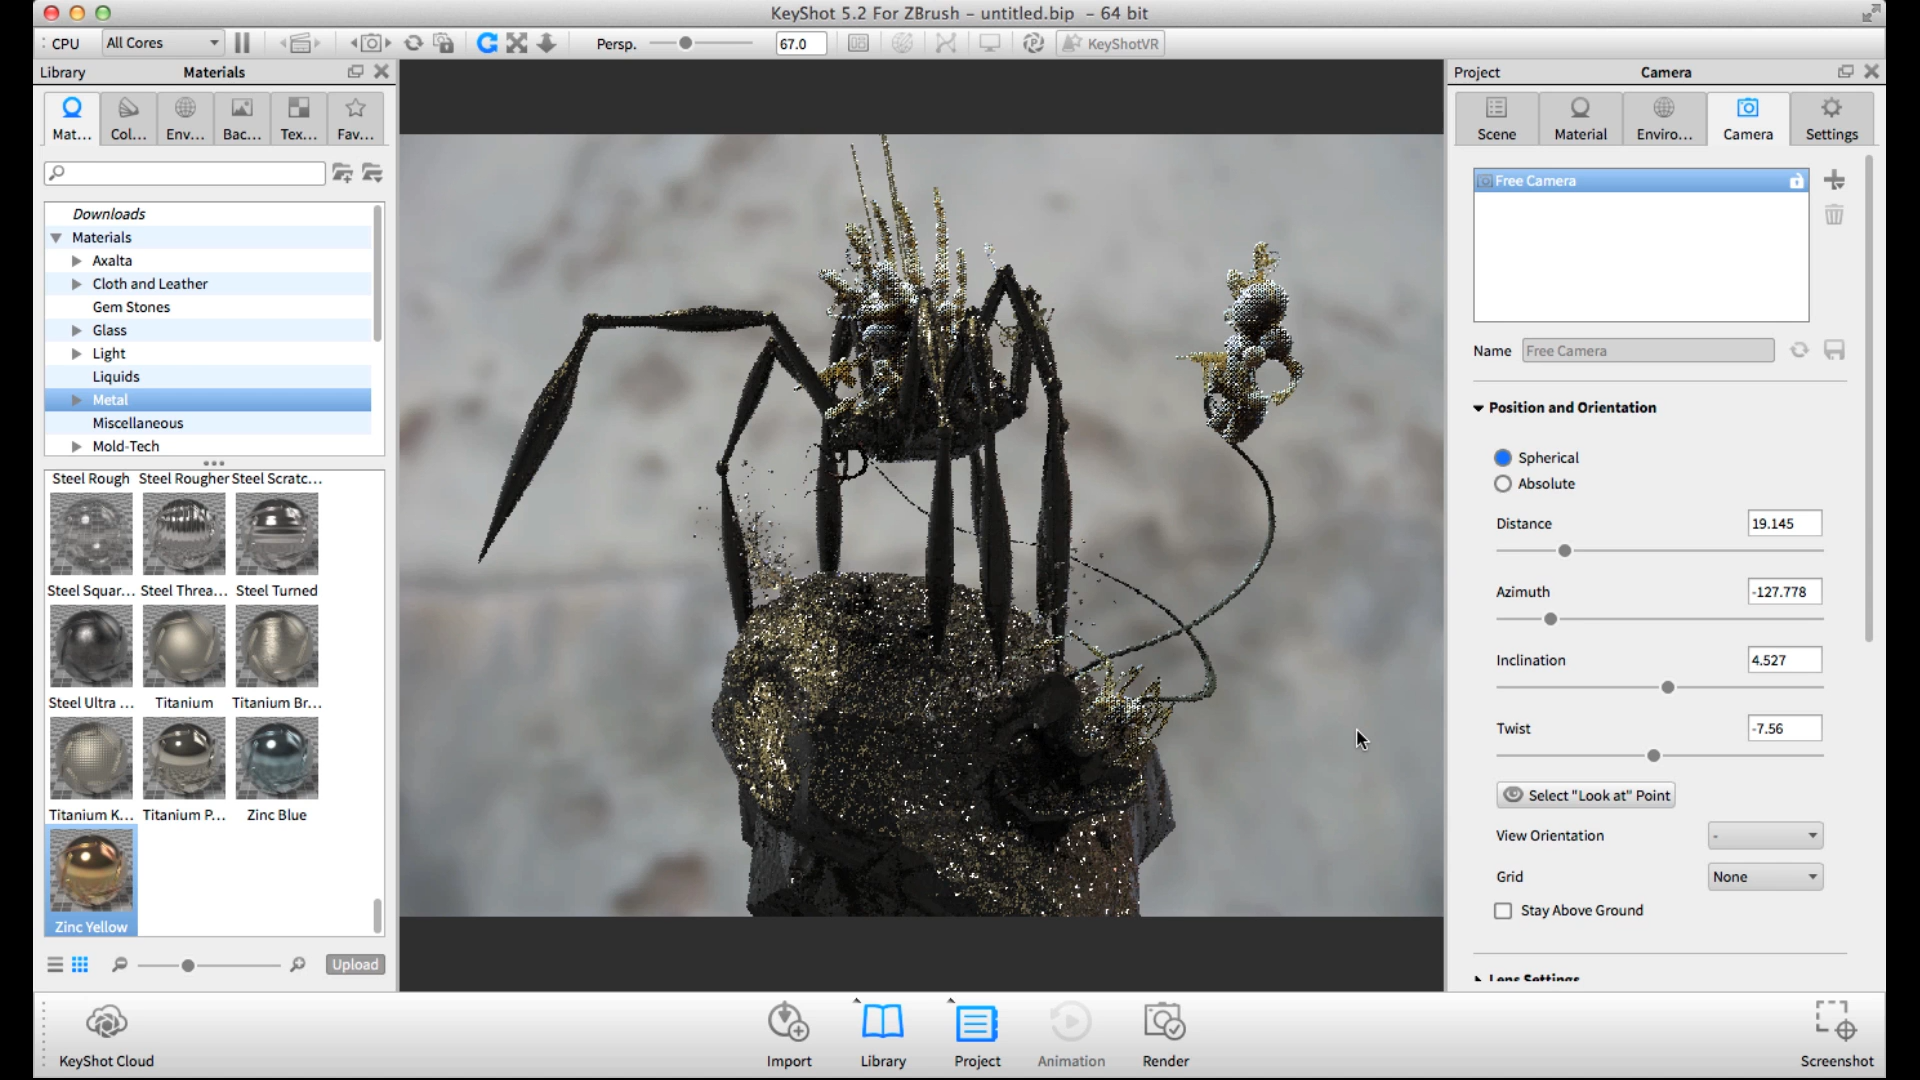 KeyShot 5.2 For ZBrush – untitled.bip – 64 bit
CPU All Cores Persp. 67.0 KeyShotVR
Library Materials
Mat... Col... Env... Bac... Tex... Fav...
Downloads
Materials
Axalta
Cloth and Leather
Gem Stones
Glass
Light
Liquids
Metal
Miscellaneous
Mold-Tech
Steel Rough Steel Rougher Steel Scratc...
Steel Squar... Steel Threa... Steel Turned
Steel Ultra ... Titanium Titanium Br...
Titanium K... Titanium P... Zinc Blue
Zinc Yellow
Upload
Project Camera
Scene Material Enviro... Camera Settings
Free Camera
Name Free Camera
Position and Orientation
Spherical
Absolute
Distance 19.145
Azimuth -127.778
Inclination 4.527
Twist -7.56
Select "Look at" Point
View Orientation -
Grid None
Stay Above Ground
Lens Settings
KeyShot Cloud Import Library Project Animation Render Screenshot